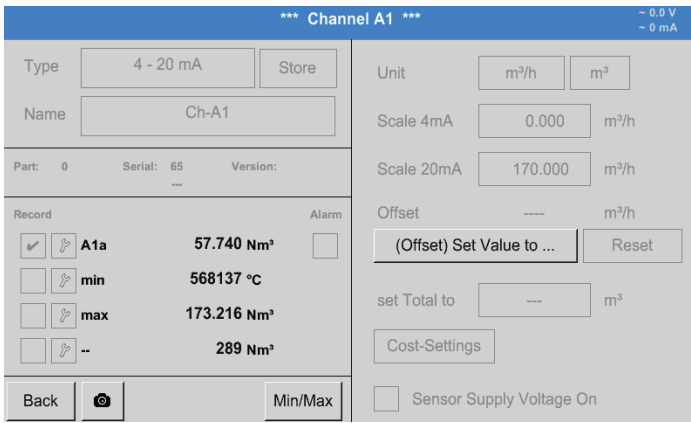 *** Channel A1 ***
~ 0.0 V
~ 0 mA
Type 4 - 20 mA Store
Name Ch-A1
Part: 0 Serial: 65 Version:
---
Record Alarm
A1a 57.740 Nm³
min 568137 °C
max 173.216 Nm³
-- 289 Nm³
Back Min/Max
Unit m³/h m³
Scale 4mA 0.000 m³/h
Scale 20mA 170.000 m³/h
Offset ---- m³/h
(Offset) Set Value to ... Reset
set Total to --- m³
Cost-Settings
Sensor Supply Voltage On